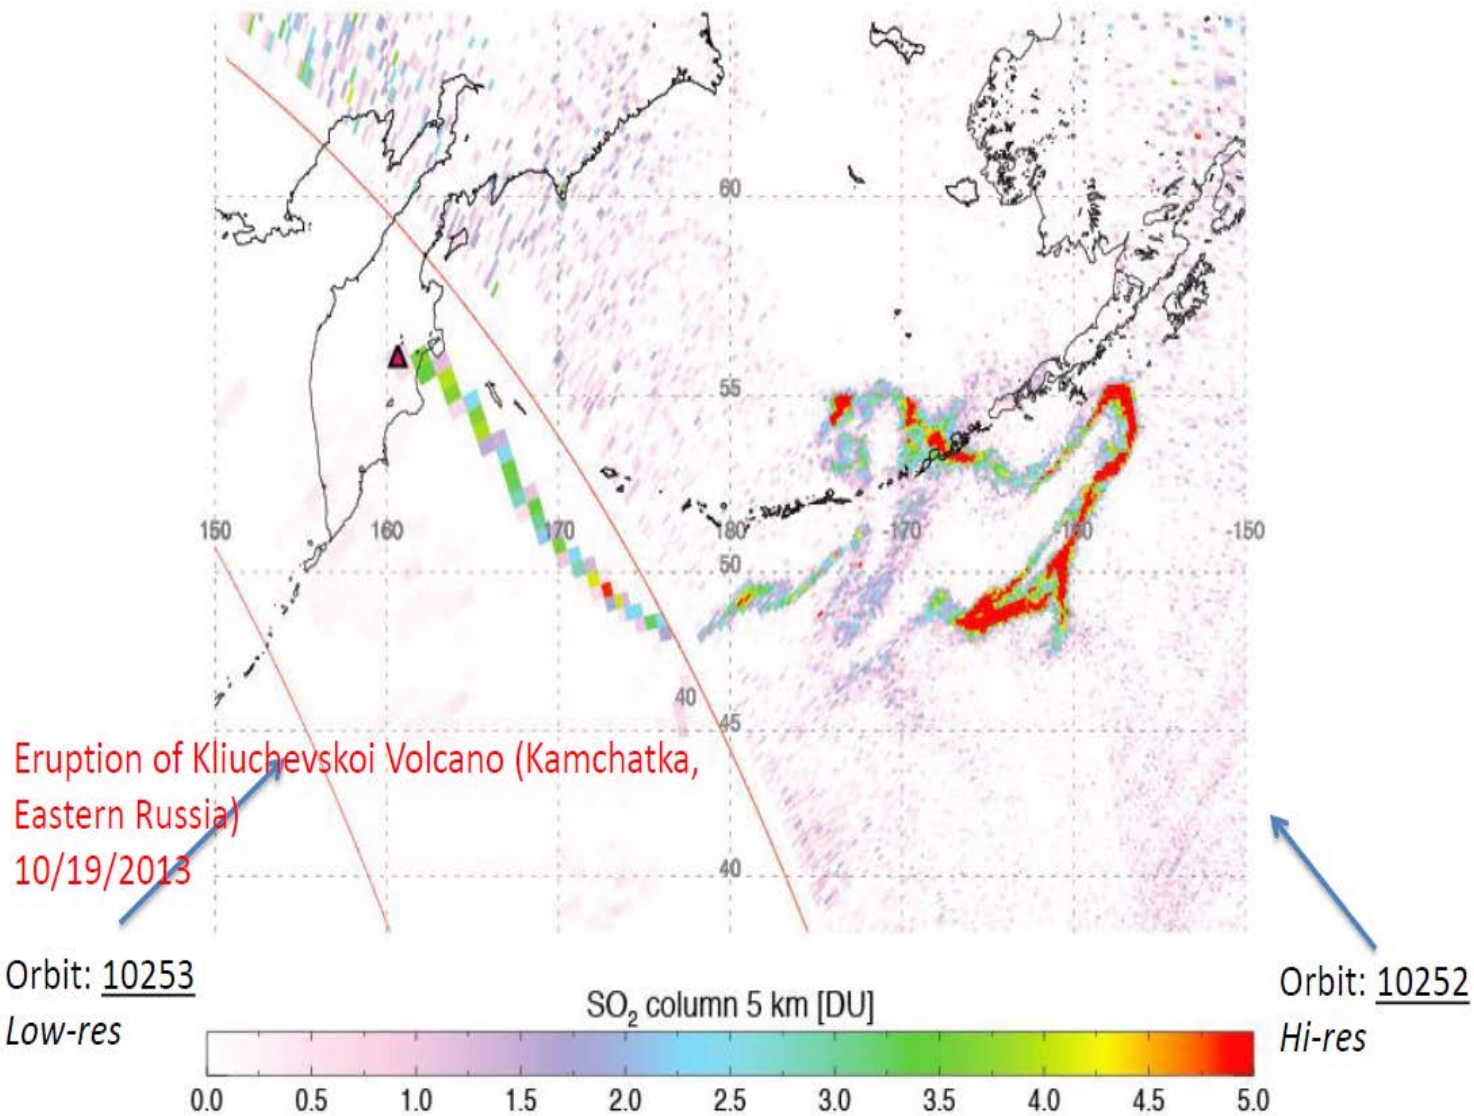 60
55
150 160 170 180 -170 -160 -150
50
40
45
Eruption of Kliuchevskoi Volcano (Kamchatka,
Eastern Russia)
10/19/2013
40
Orbit: 10253
Low-res
Orbit: 10252
Hi-res
SO₂ column 5 km [DU]
0.0 0.5 1.0 1.5 2.0 2.5 3.0 3.5 4.0 4.5 5.0